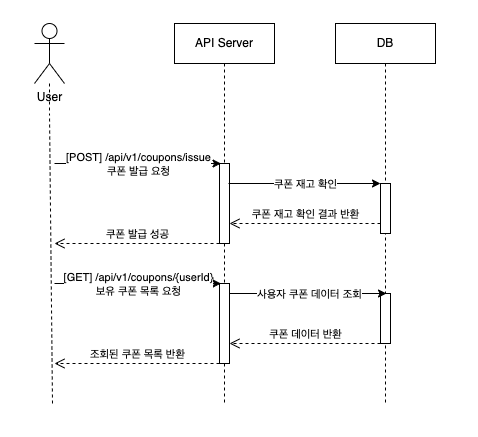 API Server
DB
User
[POST] /api/v1/coupons/issue
쿠폰 발급 요청
쿠폰 재고 확인
쿠폰 재고 확인 결과 반환
쿠폰 발급 성공
[GET] /api/v1/coupons/{userId}
보유 쿠폰 목록 요청
사용자 쿠폰 데이터 조회
쿠폰 데이터 반환
조회된 쿠폰 목록 반환